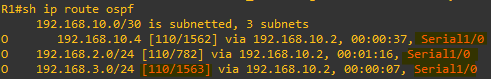 R1#sh ip route ospf
192.168.10.0/30 is subnetted, 3 subnets
O 192.168.10.4 [110/1562] via 192.168.10.2, 00:00:37, Serial1/0
O 192.168.2.0/24 [110/782] via 192.168.10.2, 00:01:16, Serial1/0
O 192.168.3.0/24 [110/1563] via 192.168.10.2, 00:00:07, Serial1/0